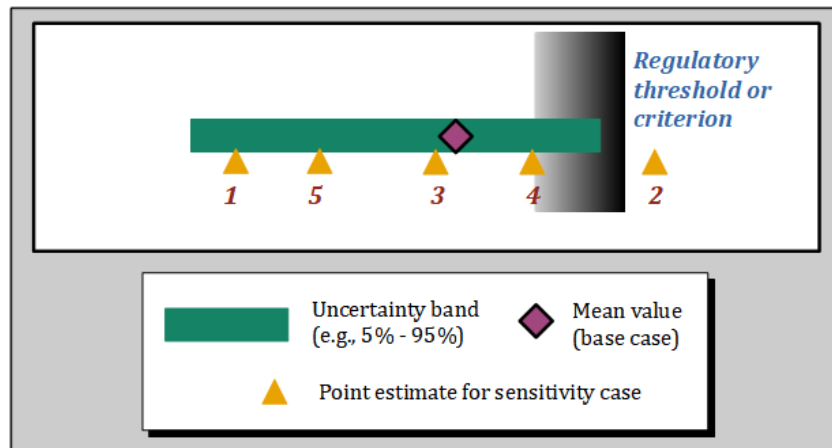 Regulatory
threshold or
criterion
1 5 3 4 2
Uncertainty band
(e.g., 5% - 95%)
Mean value
(base case)
Point estimate for sensitivity case